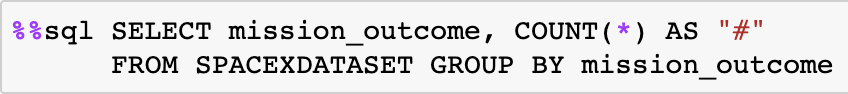 %%sql SELECT mission_outcome, COUNT(*) AS "#"
FROM SPACEXDATASET GROUP BY mission_outcome